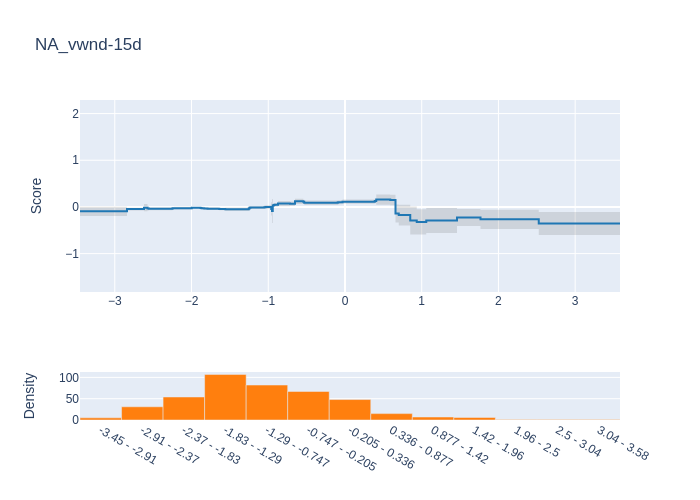 NA_vwnd-15d
Score
2
1
0
−1
−3
−2
−1
0
1
2
3
Density
100
50
0
-3.45 - -2.91
-2.91 - -2.37
-2.37 - -1.83
-1.83 - -1.29
-1.29 - -0.747
-0.747 - -0.205
-0.205 - 0.336
0.336 - 0.877
0.877 - 1.42
1.42 - 1.96
1.96 - 2.5
2.5 - 3.04
3.04 - 3.58